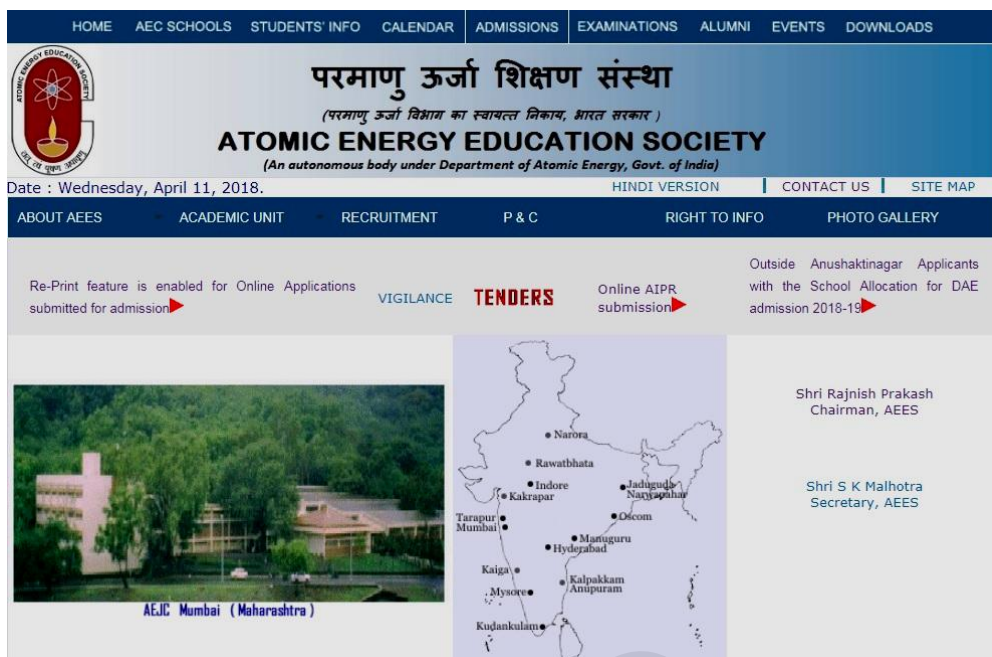 HOME AEC SCHOOLS STUDENTS' INFO CALENDAR ADMISSIONS EXAMINATIONS ALUMNI EVENTS DOWNLOADS
ATOMIC ENERGY EDUCATION SOCIETY
परमाणु ऊर्जा शिक्षण संस्था
(परमाणु ऊर्जा विभाग का स्वायत्त निकाय, भारत सरकार )
ATOMIC ENERGY EDUCATION SOCIETY
(An autonomous body under Department of Atomic Energy, Govt. of India)
Date : Wednesday, April 11, 2018. HINDI VERSION CONTACT US SITE MAP
ABOUT AEES ACADEMIC UNIT RECRUITMENT P & C RIGHT TO INFO PHOTO GALLERY
Re-Print feature is enabled for Online Applications
submitted for admission
VIGILANCE
TENDERS
Online AIPR
submission
Outside Anushaktinagar Applicants
with the School Allocation for DAE
admission 2018-19
AEJC Mumbai (Maharashtra)
Narora
Rawatbhata
Indore
Kakrapar
Jaduguda
Narwapahar
Tarapur
Mumbai
Oscom
Manuguru
Hyderabad
Kaiga
Kalpakkam
Anupuram
Mysore
Kudankulam
Shri Rajnish Prakash
Chairman, AEES
Shri S K Malhotra
Secretary, AEES